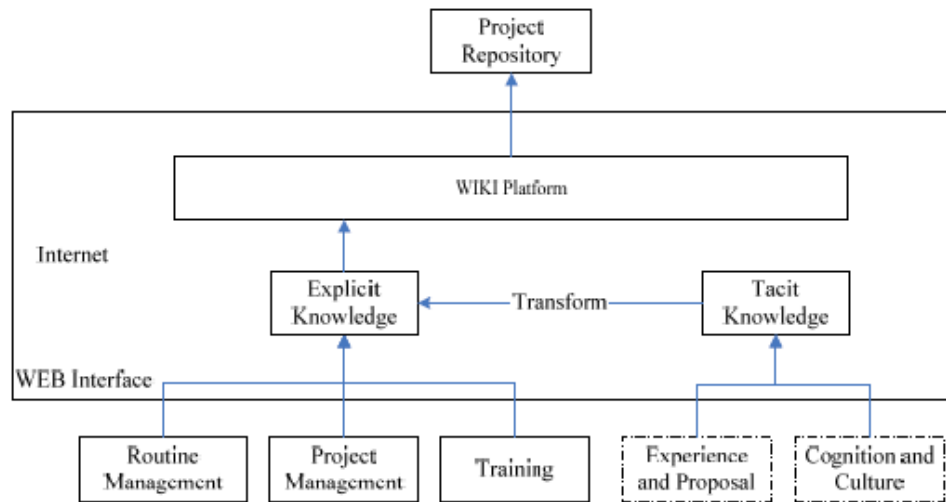 Project
Repository
WIKI Platform
Internet
Explicit
Knowledge
Transform
Tacit
Knowledge
WEB Interface
Routine
Management
Project
Management
Training
Experience
and Proposal
Cognition and
Culture